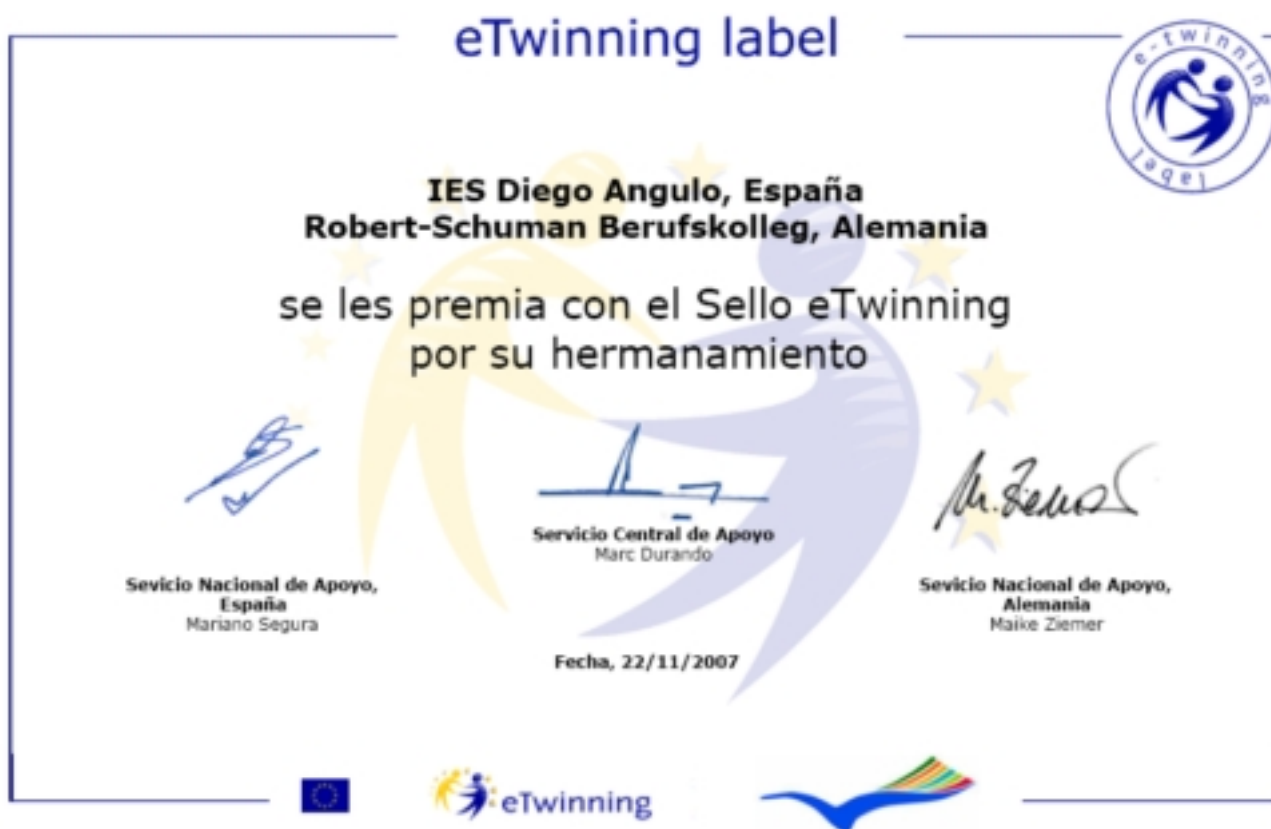 eTwinning label
e-twinning label
IES Diego Angulo, España
Robert-Schuman Berufskolleg, Alemania
se les premia con el Sello eTwinning
por su hermanamiento
Servicio Central de Apoyo
Marc Durando
Sevicio Nacional de Apoyo,
España
Mariano Segura
Sevicio Nacional de Apoyo,
Alemania
Maike Ziemer
Fecha, 22/11/2007
eTwinning